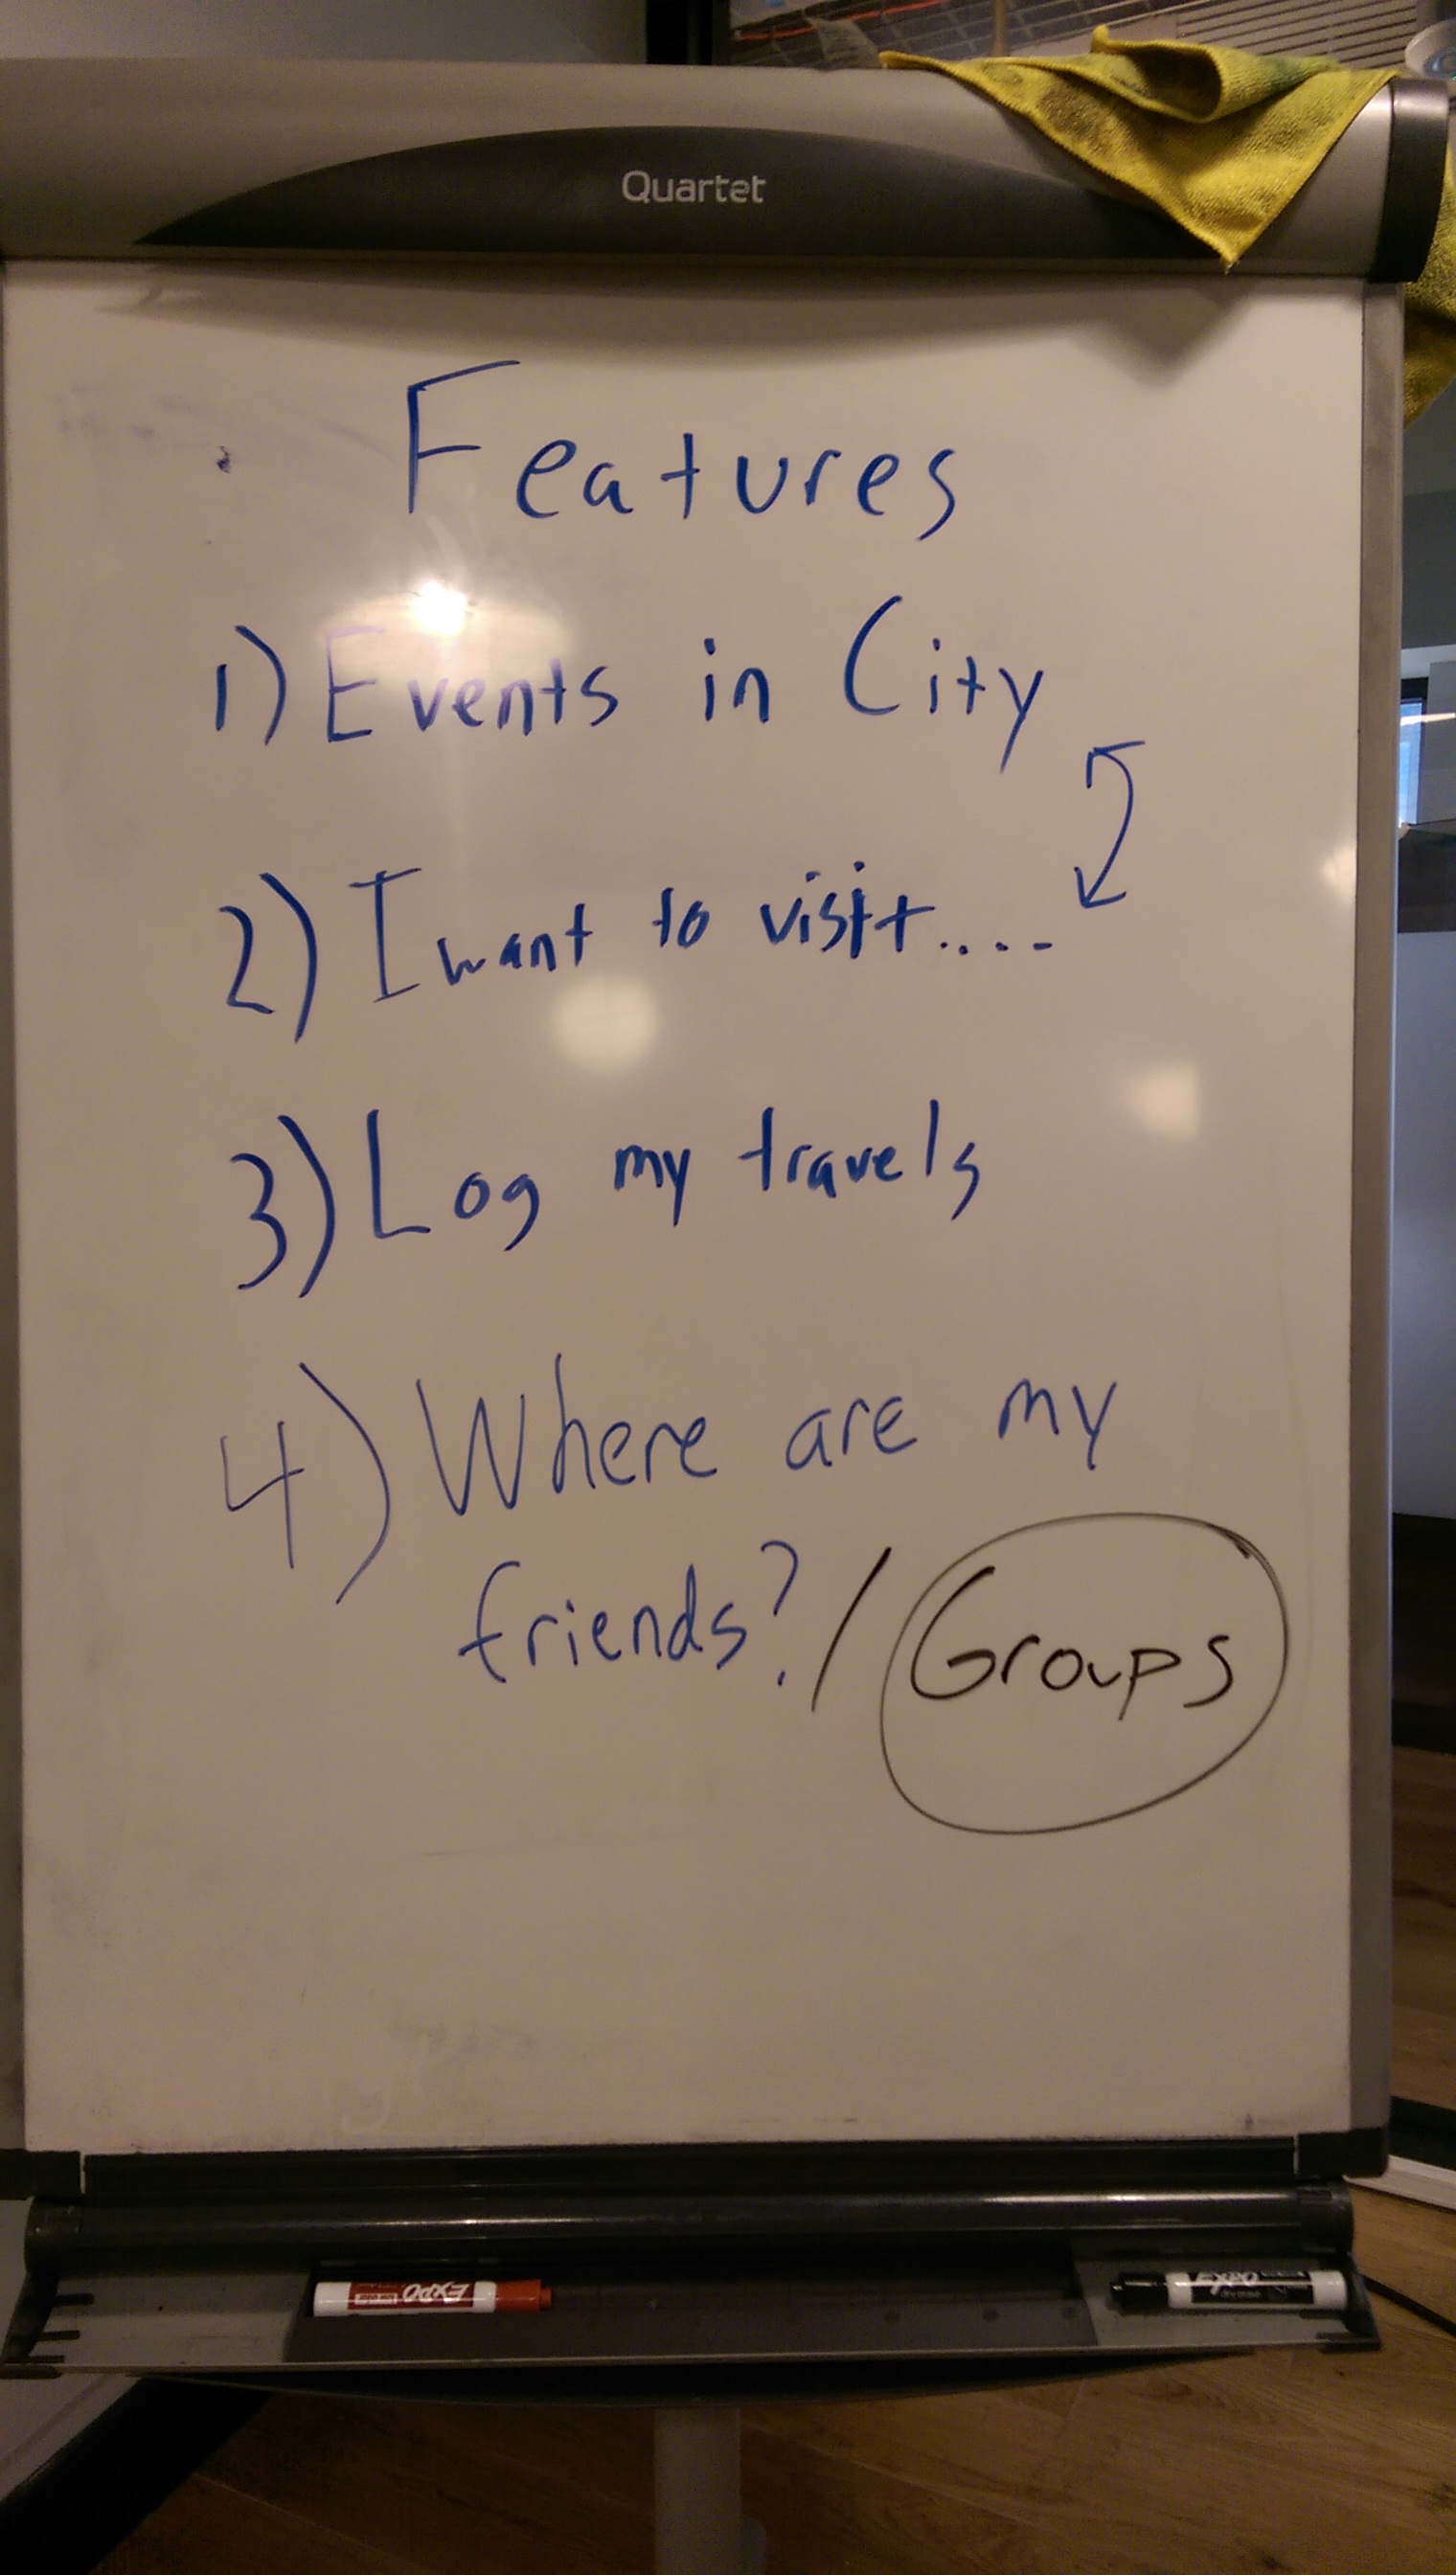 Quartet
Features
1) Events in City
2) I want to visit....
3) Log my travels
4) Where are my
friends? / Groups
EXPO
EXPO